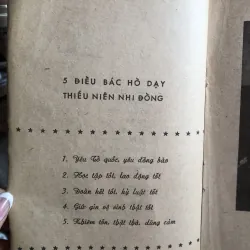 5 ĐIỀU BÁC HỒ DẠY
THIẾU NIÊN NHI ĐỒNG
1, Yêu Tổ quốc, yêu đồng bào
2, Học tập tốt, lao động tốt
3, Đoàn kết tốt, kỷ luật tốt
4, Giữ gìn vệ sinh thật tốt
5, Khiêm tốn, thật thà, dũng cảm